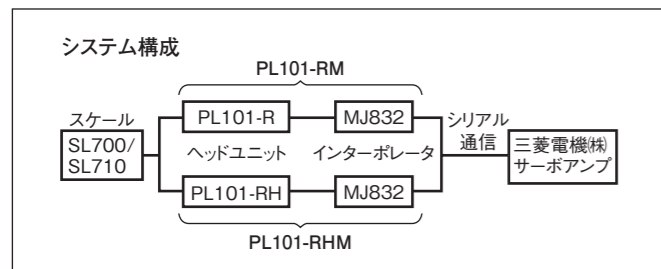 システム構成
PL101-RM
スケール
SL700/
SL710
PL101-R
MJ832
ヘッドユニット
インターポレータ
PL101-RH
MJ832
シリアル
通信
三菱電機㈱
サーボアンプ
PL101-RHM